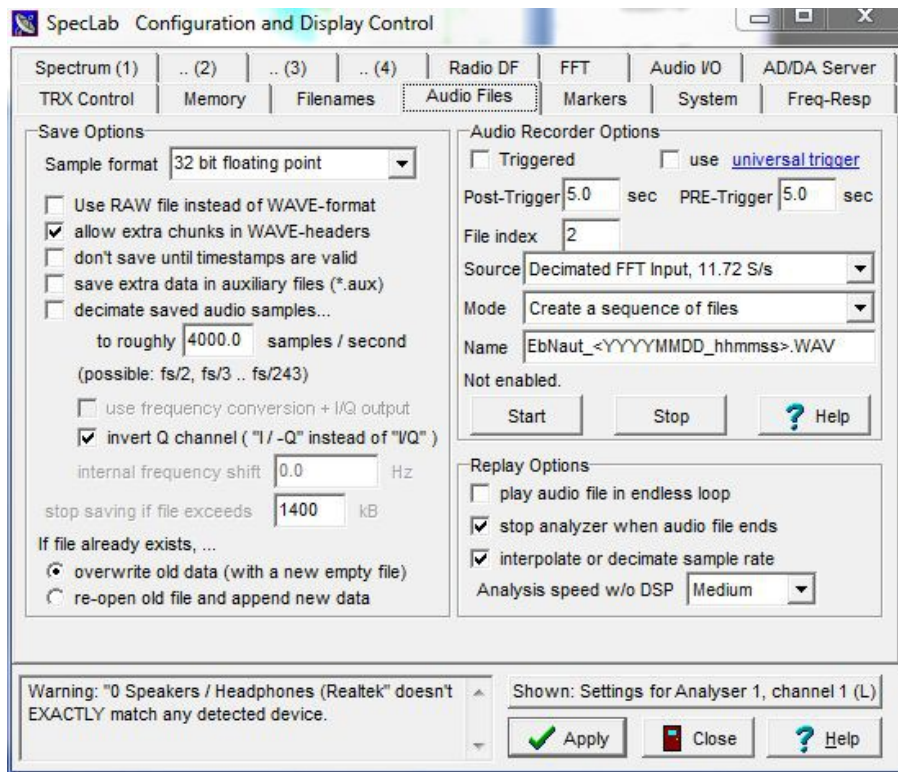 SpecLab Configuration and Display Control
Spectrum (1) .. (2) .. (3) .. (4) Radio DF FFT Audio I/O AD/DA Server
TRX Control Memory Filenames Audio Files Markers System Freq-Resp
Save Options
Sample format 32 bit floating point
Use RAW file instead of WAVE-format
allow extra chunks in WAVE-headers
don't save until timestamps are valid
save extra data in auxiliary files (*.aux)
decimate saved audio samples...
to roughly 4000.0 samples / second
(possible: fs/2, fs/3 .. fs/243)
use frequency conversion + I/Q output
invert Q channel ( "I / -Q" instead of "I/Q" )
internal frequency shift 0.0 Hz
stop saving if file exceeds 1400 kB
If file already exists, ...
overwrite old data (with a new empty file)
re-open old file and append new data
Audio Recorder Options
Triggered use universal trigger
Post-Trigger 5.0 sec PRE-Trigger 5.0 sec
File index 2
Source Decimated FFT Input, 11.72 S/s
Mode Create a sequence of files
Name EbNaut_<YYYYMMDD_hhmmss>.WAV
Not enabled.
Start Stop ? Help
Replay Options
play audio file in endless loop
stop analyzer when audio file ends
interpolate or decimate sample rate
Analysis speed w/o DSP Medium
Warning: "0 Speakers / Headphones (Realtek" doesn't
EXACTLY match any detected device.
Shown: Settings for Analyser 1, channel 1 (L)
Apply Close ? Help